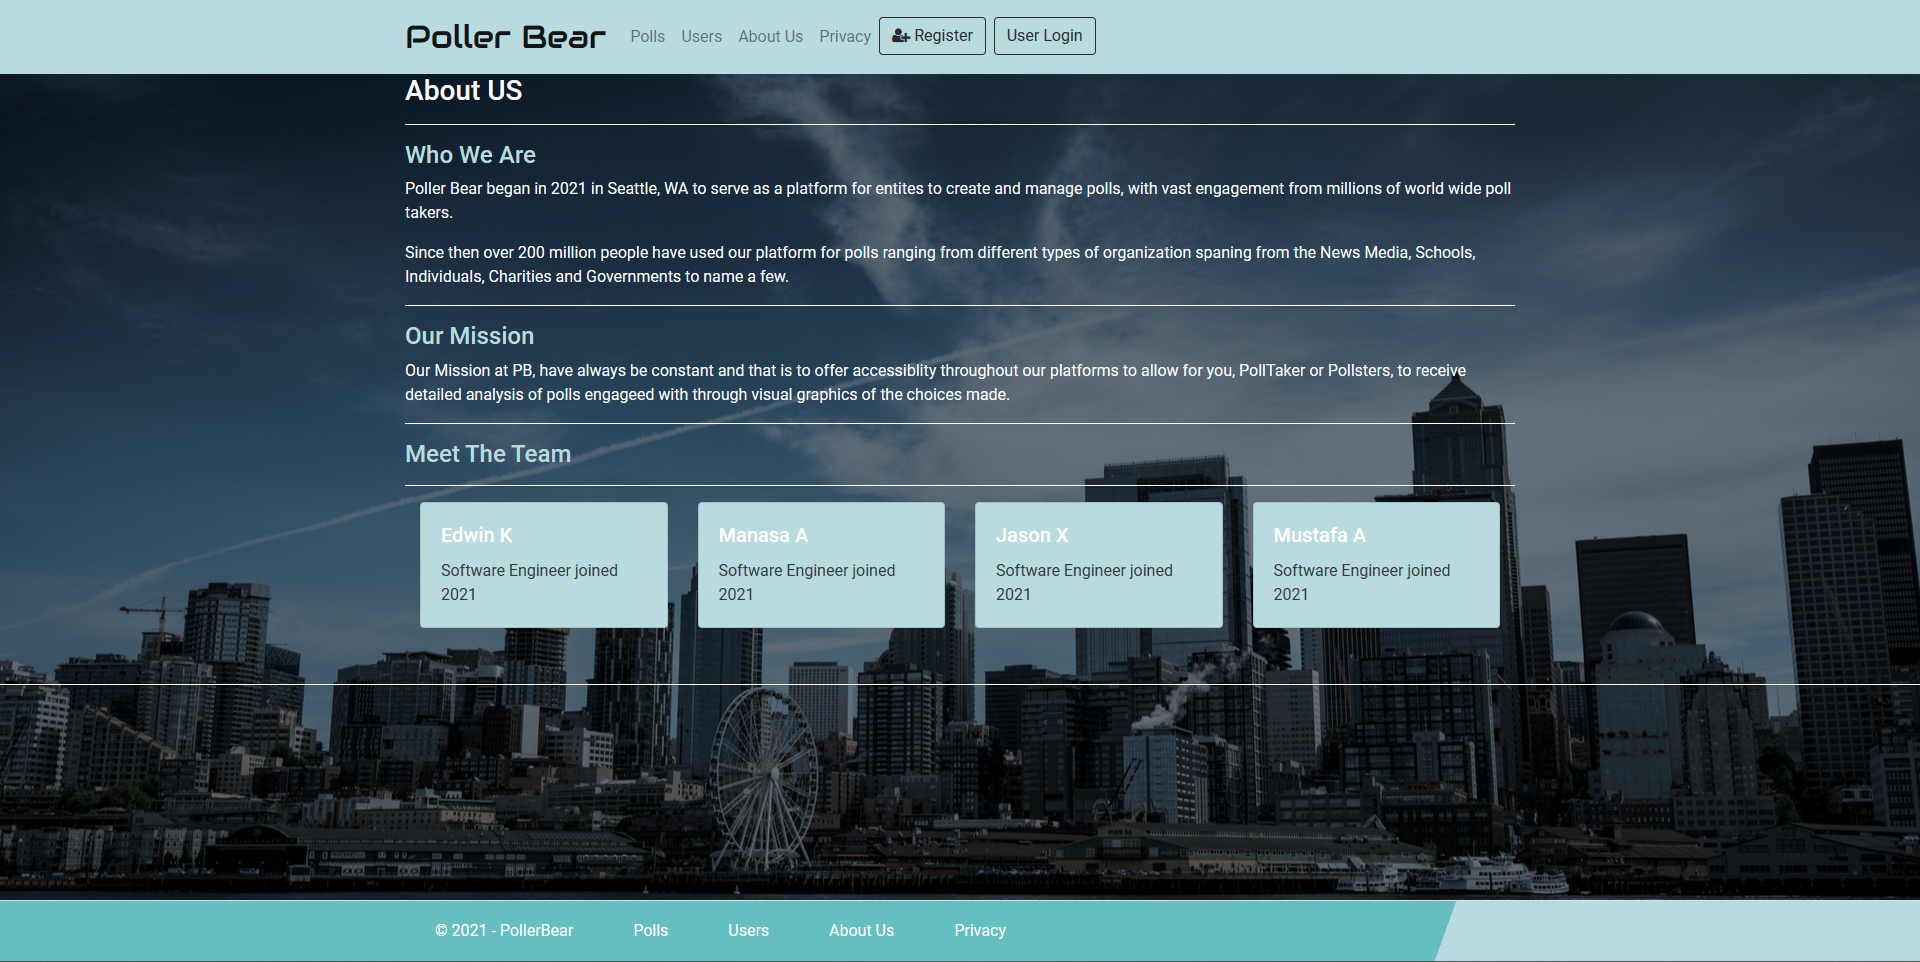 Poller Bear Polls Users About Us Privacy Register User Login
About US
Who We Are
Poller Bear began in 2021 in Seattle, WA to serve as a platform for entites to create and manage polls, with vast engagement from millions of world wide poll
takers.
Since then over 200 million people have used our platform for polls ranging from different types of organization spaning from the News Media, Schools,
Individuals, Charities and Governments to name a few.
Our Mission
Our Mission at PB, have always be constant and that is to offer accessiblity throughout our platforms to allow for you, PollTaker or Pollsters, to receive
detailed analysis of polls engageed with through visual graphics of the choices made.
Meet The Team
Edwin K
Software Engineer joined
2021
Manasa A
Software Engineer joined
2021
Jason X
Software Engineer joined
2021
Mustafa A
Software Engineer joined
2021
© 2021 - PollerBear Polls Users About Us Privacy